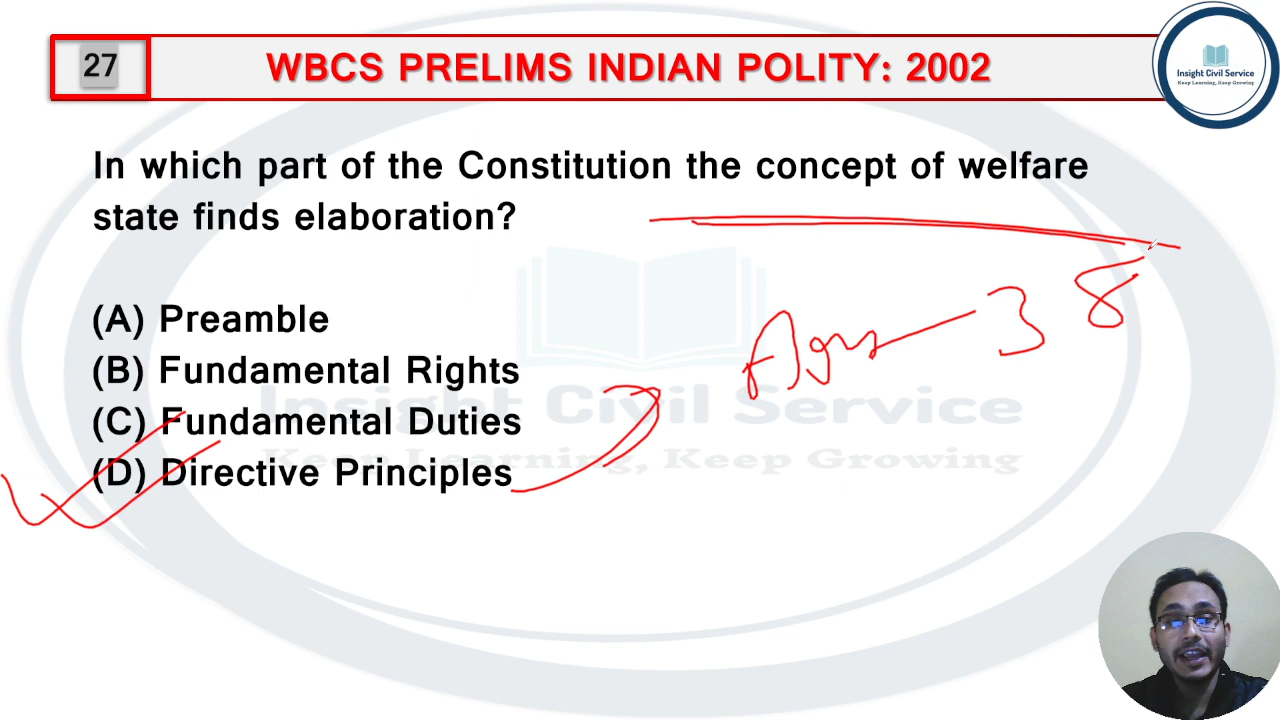 27
WBCS PRELIMS INDIAN POLITY: 2002
Insight Civil Service
Keep Learning, Keep Growing
In which part of the Constitution the concept of welfare
state finds elaboration?
(A) Preamble
(B) Fundamental Rights
(C) Fundamental Duties
(D) Directive Principles
38
Insight Civil Service
Keep Learning, Keep Growing